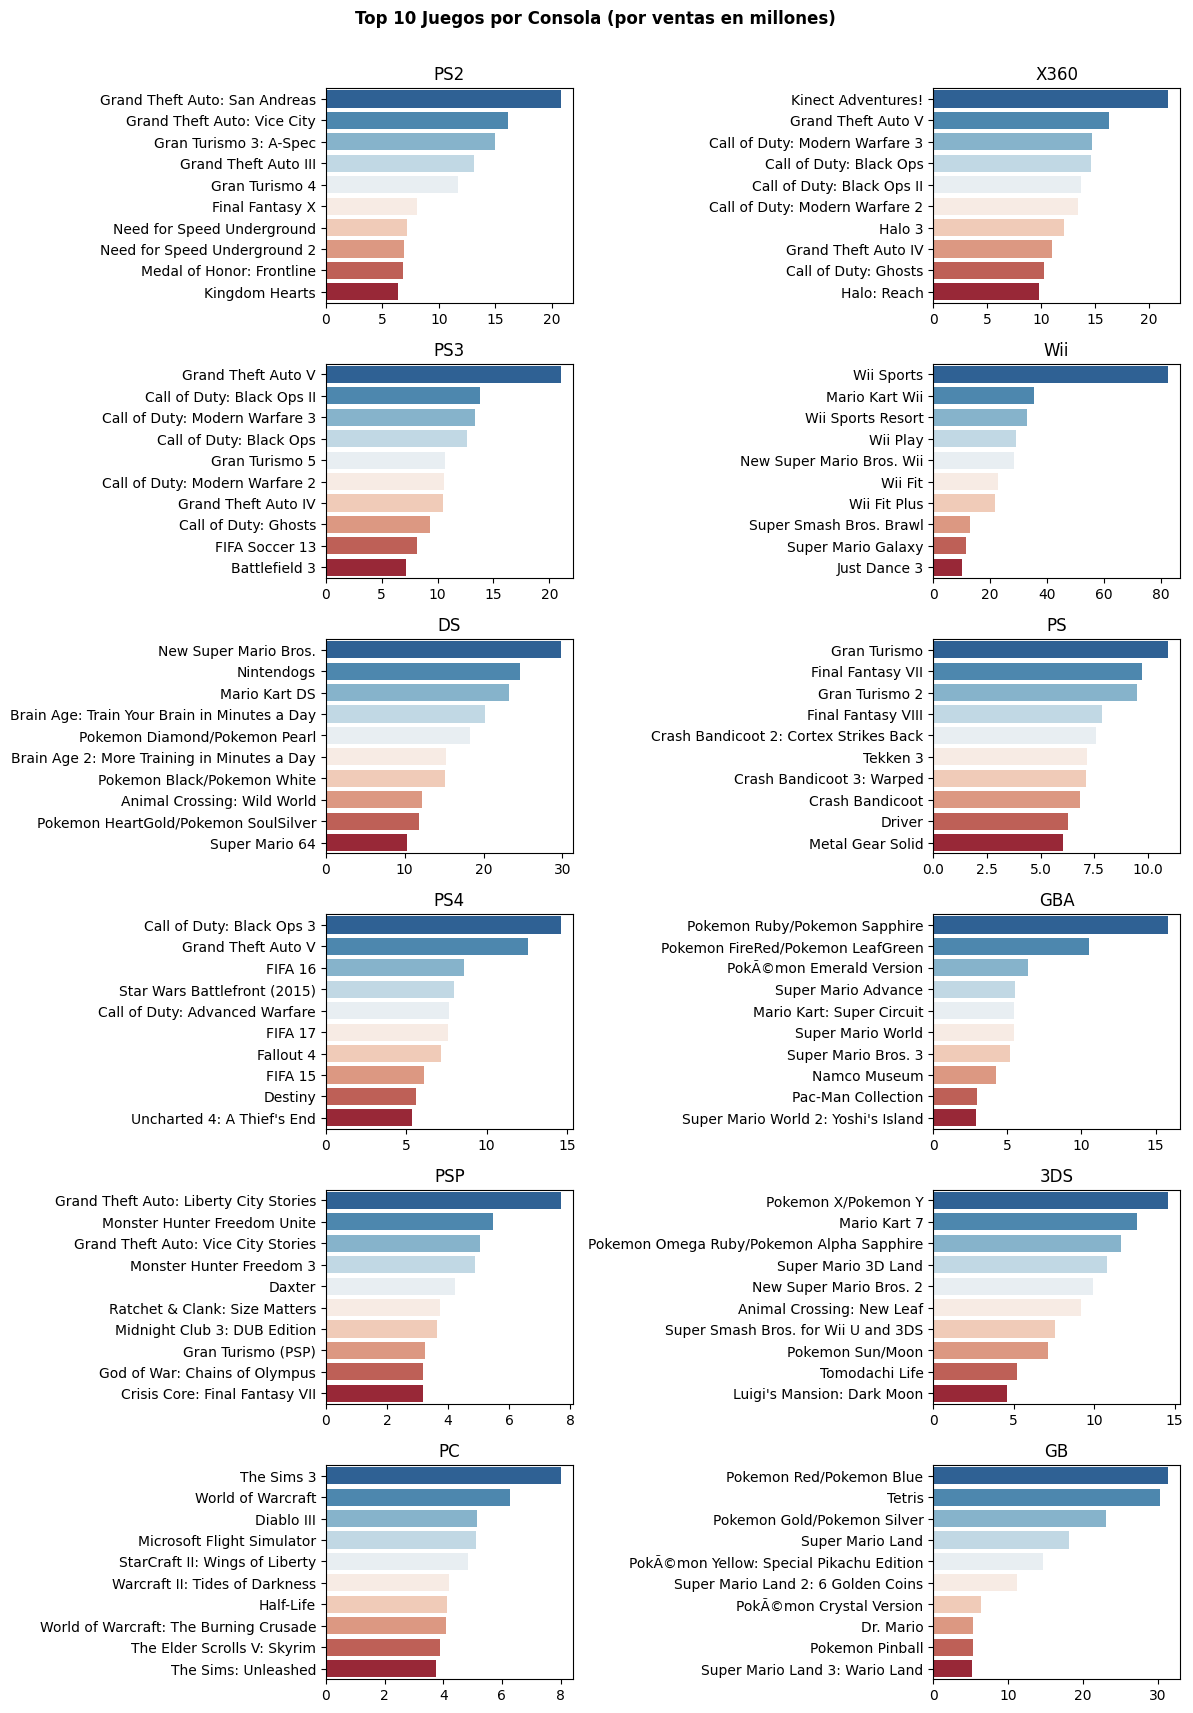 Top 10 Juegos por Consola (por ventas en millones)
PS2
Grand Theft Auto: San Andreas
Grand Theft Auto: Vice City
Gran Turismo 3: A-Spec
Grand Theft Auto III
Gran Turismo 4
Final Fantasy X
Need for Speed Underground
Need for Speed Underground 2
Medal of Honor: Frontline
Kingdom Hearts
0 5 10 15 20
X360
Kinect Adventures!
Grand Theft Auto V
Call of Duty: Modern Warfare 3
Call of Duty: Black Ops
Call of Duty: Black Ops II
Call of Duty: Modern Warfare 2
Halo 3
Grand Theft Auto IV
Call of Duty: Ghosts
Halo: Reach
0 5 10 15 20
PS3
Grand Theft Auto V
Call of Duty: Black Ops II
Call of Duty: Modern Warfare 3
Call of Duty: Black Ops
Gran Turismo 5
Call of Duty: Modern Warfare 2
Grand Theft Auto IV
Call of Duty: Ghosts
FIFA Soccer 13
Battlefield 3
0 5 10 15 20
Wii
Wii Sports
Mario Kart Wii
Wii Sports Resort
Wii Play
New Super Mario Bros. Wii
Wii Fit
Wii Fit Plus
Super Smash Bros. Brawl
Super Mario Galaxy
Just Dance 3
0 20 40 60 80
DS
New Super Mario Bros.
Nintendogs
Mario Kart DS
Brain Age: Train Your Brain in Minutes a Day
Pokemon Diamond/Pokemon Pearl
Brain Age 2: More Training in Minutes a Day
Pokemon Black/Pokemon White
Animal Crossing: Wild World
Pokemon HeartGold/Pokemon SoulSilver
Super Mario 64
0 10 20 30
PS
Gran Turismo
Final Fantasy VII
Gran Turismo 2
Final Fantasy VIII
Crash Bandicoot 2: Cortex Strikes Back
Tekken 3
Crash Bandicoot 3: Warped
Crash Bandicoot
Driver
Metal Gear Solid
0.0 2.5 5.0 7.5 10.0
PS4
Call of Duty: Black Ops 3
Grand Theft Auto V
FIFA 16
Star Wars Battlefront (2015)
Call of Duty: Advanced Warfare
FIFA 17
Fallout 4
FIFA 15
Destiny
Uncharted 4: A Thief's End
0 5 10 15
GBA
Pokemon Ruby/Pokemon Sapphire
Pokemon FireRed/Pokemon LeafGreen
PokÃ©mon Emerald Version
Super Mario Advance
Mario Kart: Super Circuit
Super Mario World
Super Mario Bros. 3
Namco Museum
Pac-Man Collection
Super Mario World 2: Yoshi's Island
0 5 10 15
PSP
Grand Theft Auto: Liberty City Stories
Monster Hunter Freedom Unite
Grand Theft Auto: Vice City Stories
Monster Hunter Freedom 3
Daxter
Ratchet & Clank: Size Matters
Midnight Club 3: DUB Edition
Gran Turismo (PSP)
God of War: Chains of Olympus
Crisis Core: Final Fantasy VII
0 2 4 6 8
3DS
Pokemon X/Pokemon Y
Mario Kart 7
Pokemon Omega Ruby/Pokemon Alpha Sapphire
Super Mario 3D Land
New Super Mario Bros. 2
Animal Crossing: New Leaf
Super Smash Bros. for Wii U and 3DS
Pokemon Sun/Moon
Tomodachi Life
Luigi's Mansion: Dark Moon
0 5 10 15
PC
The Sims 3
World of Warcraft
Diablo III
Microsoft Flight Simulator
StarCraft II: Wings of Liberty
Warcraft II: Tides of Darkness
Half-Life
World of Warcraft: The Burning Crusade
The Elder Scrolls V: Skyrim
The Sims: Unleashed
0 2 4 6 8
GB
Pokemon Red/Pokemon Blue
Tetris
Pokemon Gold/Pokemon Silver
Super Mario Land
PokÃ©mon Yellow: Special Pikachu Edition
Super Mario Land 2: 6 Golden Coins
PokÃ©mon Crystal Version
Dr. Mario
Pokemon Pinball
Super Mario Land 3: Wario Land
0 10 20 30